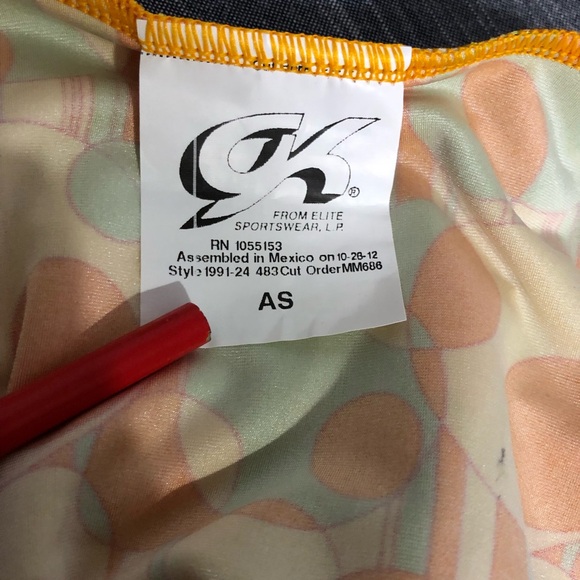 GK
®
FROM ELITE
SPORTSWEAR, L.P.
RN 1055153
Assembled in Mexico on 10-26-12
Style 1991-24 483 Cut Order MM686
AS